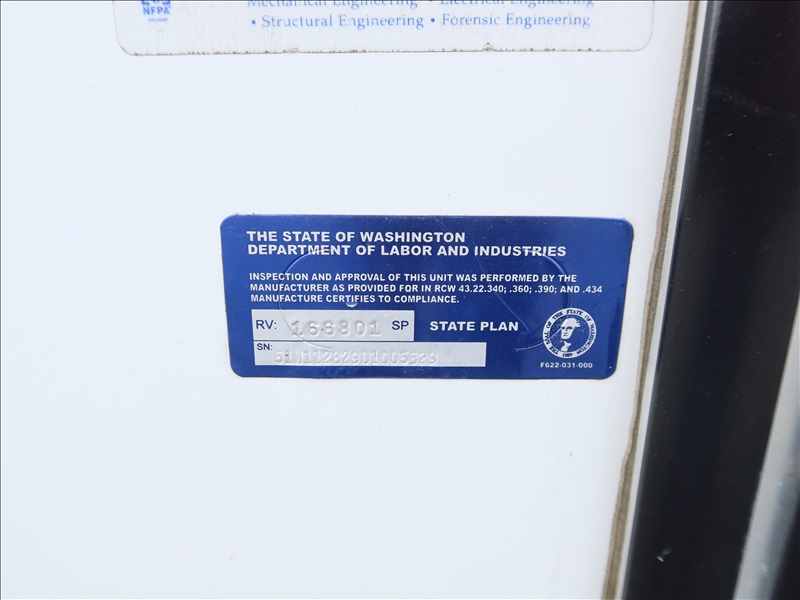 NFPA
Mechanical Engineering • Electrical Engineering
• Structural Engineering • Forensic Engineering
THE STATE OF WASHINGTON
DEPARTMENT OF LABOR AND INDUSTRIES
INSPECTION AND APPROVAL OF THIS UNIT WAS PERFORMED BY THE
MANUFACTURER AS PROVIDED FOR IN RCW 43.22.340; .360; .390; AND .434
MANUFACTURE CERTIFIES TO COMPLIANCE.
RV: 166801 SP STATE PLAN
SN:
F622-031-000